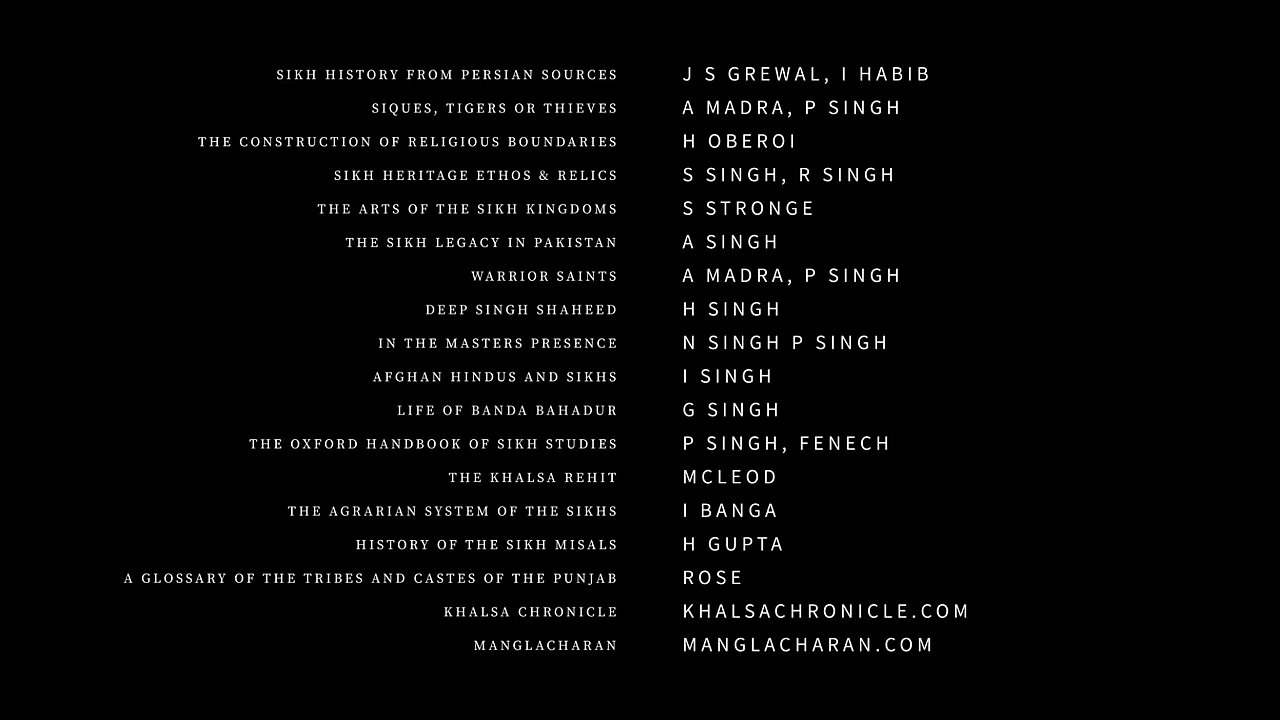 SIKH HISTORY FROM PERSIAN SOURCES J S GREWAL, I HABIB
SIQUES, TIGERS OR THIEVES A MADRA, P SINGH
THE CONSTRUCTION OF RELIGIOUS BOUNDARIES H OBEROI
SIKH HERITAGE ETHOS & RELICS S SINGH, R SINGH
THE ARTS OF THE SIKH KINGDOMS S STRONGE
THE SIKH LEGACY IN PAKISTAN A SINGH
WARRIOR SAINTS A MADRA, P SINGH
DEEP SINGH SHAHEED H SINGH
IN THE MASTERS PRESENCE N SINGH P SINGH
AFGHAN HINDUS AND SIKHS I SINGH
LIFE OF BANDA BAHADUR G SINGH
THE OXFORD HANDBOOK OF SIKH STUDIES P SINGH, FENECH
THE KHALSA REHIT MCLEOD
THE AGRARIAN SYSTEM OF THE SIKHS I BANGA
HISTORY OF THE SIKH MISALS H GUPTA
A GLOSSARY OF THE TRIBES AND CASTES OF THE PUNJAB ROSE
KHALSA CHRONICLE KHALSACHRONICLE.COM
MANGLACHARAN MANGLACHARAN.COM